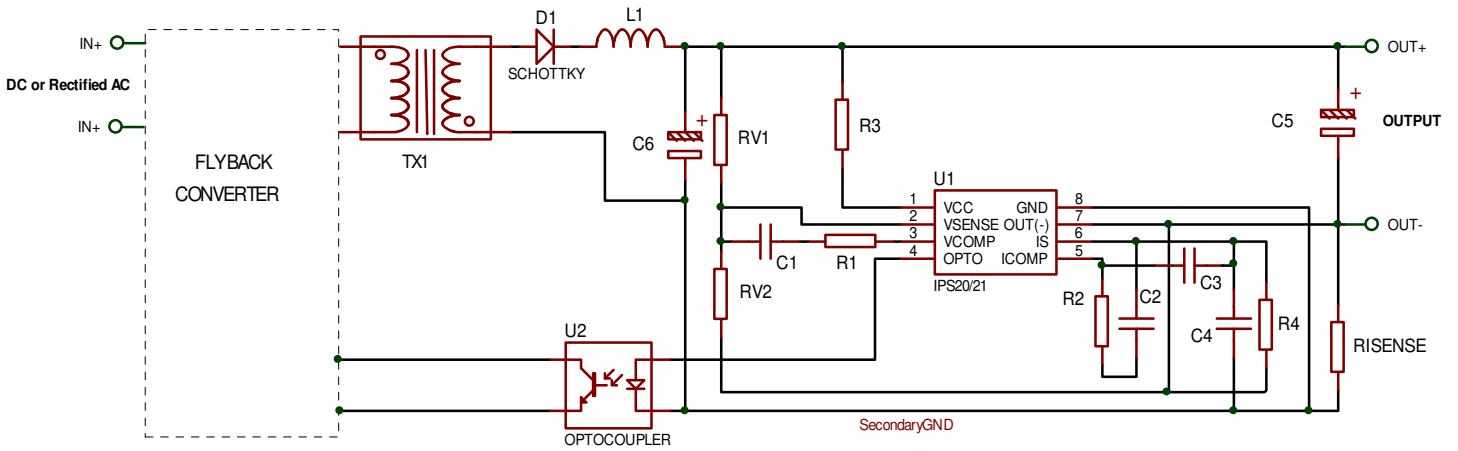 D1
L1
IN+
OUT+
SCHOTTKY
DC or Rectified AC
+
C6
RV1
R3
+
C5
OUTPUT
IN+
FLYBACK
CONVERTER
TX1
U1
1 VCC GND 8
2 VSENSE OUT(-) 7
3 VCOMP IS 6
4 OPTO ICOMP 5
IPS20/21
OUT-
C1
R1
RV2
R2
C2
C3
C4
R4
RISENSE
U2
OPTOCOUPLER
SecondaryGND